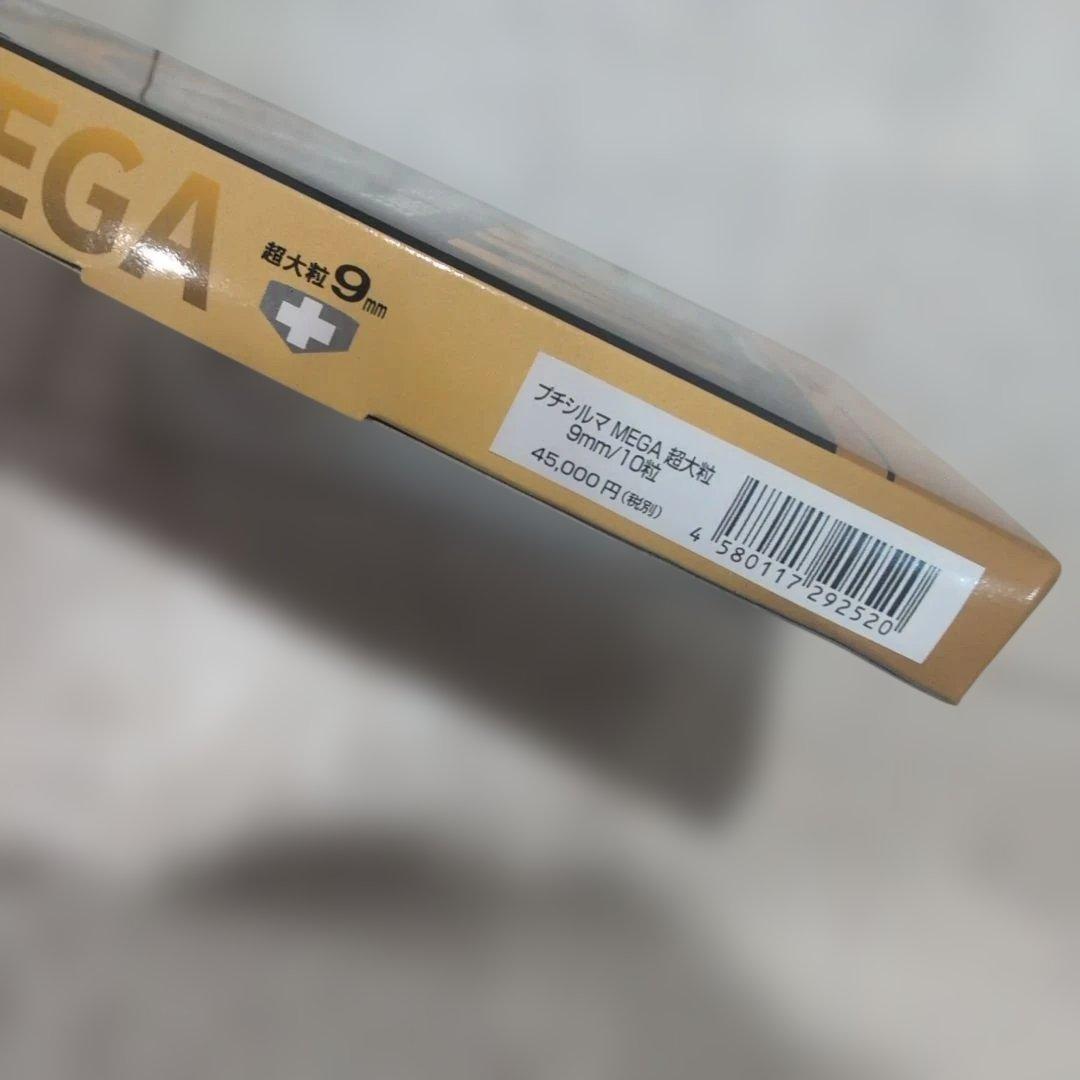 EGA
超大粒9mm
プチシルマ MEGA 超大粒
9mm/10粒
45,000円(税別)
4 580117 292520